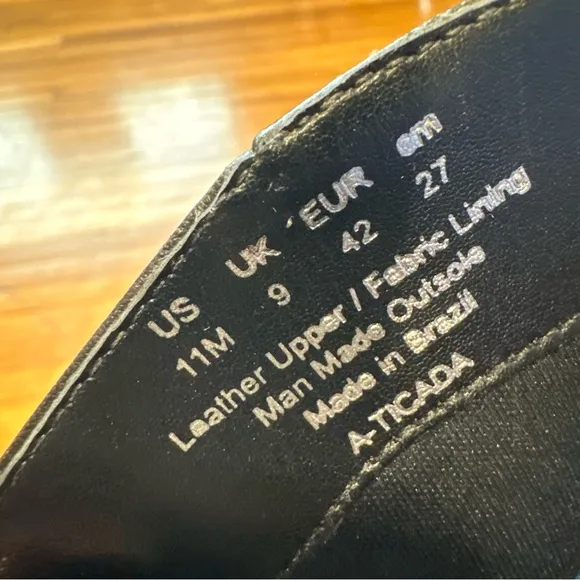 US UK EUR cm
11M 9 42 27
Leather Upper / Fabric Lining
Man Made Outsole
Made in Brazil
A-TICADA